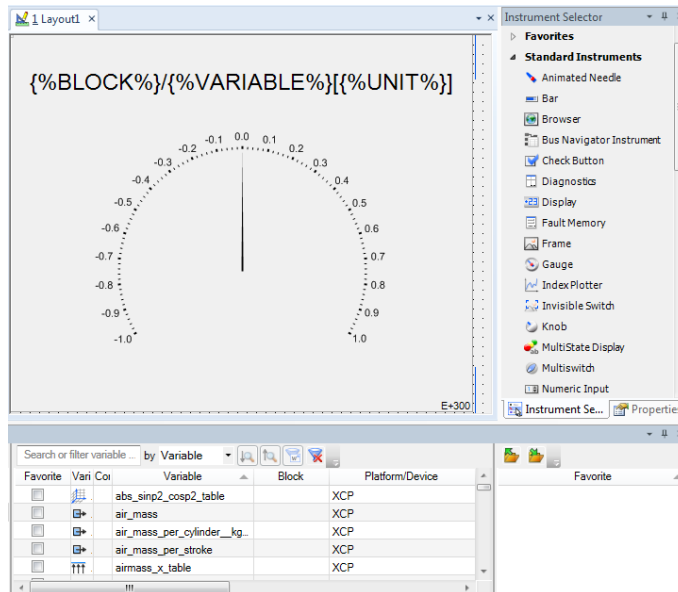 1 Layout1
{%BLOCK%}/{%VARIABLE%}[{%UNIT%}]
0.0
-0.1 0.1
-0.2 0.2
-0.3 0.3
-0.4 0.4
-0.5 0.5
-0.6 0.6
-0.7 0.7
-0.8 0.8
-0.9 0.9
-1.0 1.0
E+300
Instrument Selector
Favorites
Standard Instruments
Animated Needle
Bar
Browser
Bus Navigator Instrument
Check Button
Diagnostics
Display
Fault Memory
Frame
Gauge
Index Plotter
Invisible Switch
Knob
MultiState Display
Multiswitch
Numeric Input
Instrument Se... Properties
Search or filter variable ... by Variable
Favorite Vari Cor Variable Block Platform/Device
abs_sinp2_cosp2_table XCP
air_mass XCP
air_mass_per_cylinder__kg... XCP
air_mass_per_stroke XCP
airmass_x_table XCP
Favorite